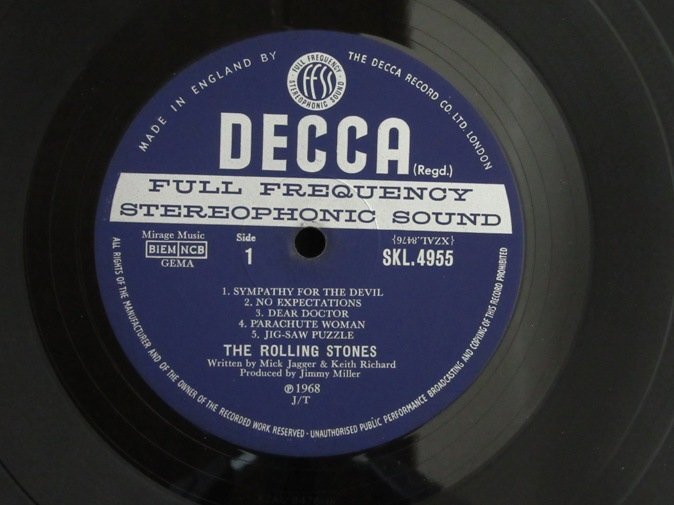 MADE IN ENGLAND BY
THE DECCA RECORD CO. LTD. LONDON
FULL FREQUENCY
ffss
STEREOPHONIC SOUND
DECCA
(Regd.)
FULL FREQUENCY
STEREOPHONIC SOUND
Mirage Music
BIEM NCB
GEMA
Side
1
{XZAL.8476}
SKL.4955
1. SYMPATHY FOR THE DEVIL
2. NO EXPECTATIONS
3. DEAR DOCTOR
4. PARACHUTE WOMAN
5. JIG-SAW PUZZLE
THE ROLLING STONES
Written by Mick Jagger & Keith Richard
Produced by Jimmy Miller
℗1968
J/T
ALL RIGHTS OF THE MANUFACTURER AND OF THE OWNER OF THE RECORDED WORK RESERVED · UNAUTHORISED PUBLIC PERFORMANCE BROADCASTING AND COPYING OF THIS RECORD PROHIBITED